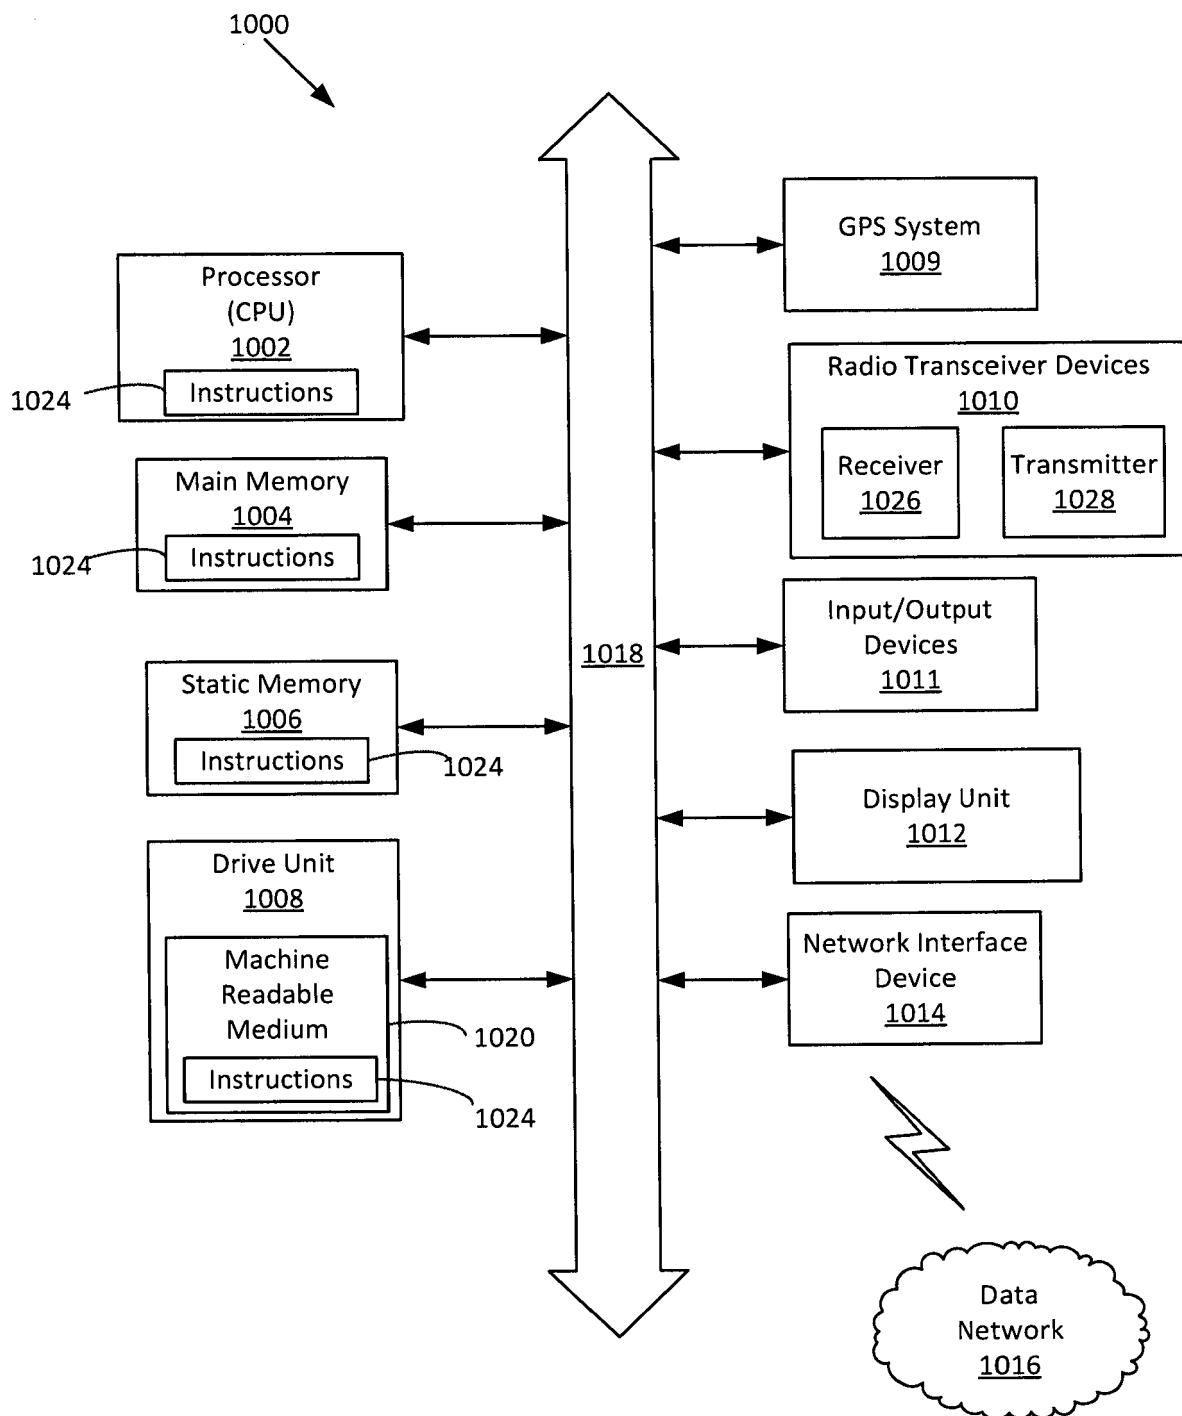 1000
Processor
(CPU)
1002
Instructions
1024
Main Memory
1004
Instructions
1024
Static Memory
1006
Instructions
1024
Drive Unit
1008
Machine
Readable
Medium
1020
Instructions
1024
1018
GPS System
1009
Radio Transceiver Devices
1010
Receiver
1026
Transmitter
1028
Input/Output
Devices
1011
Display Unit
1012
Network Interface
Device
1014
Data
Network
1016